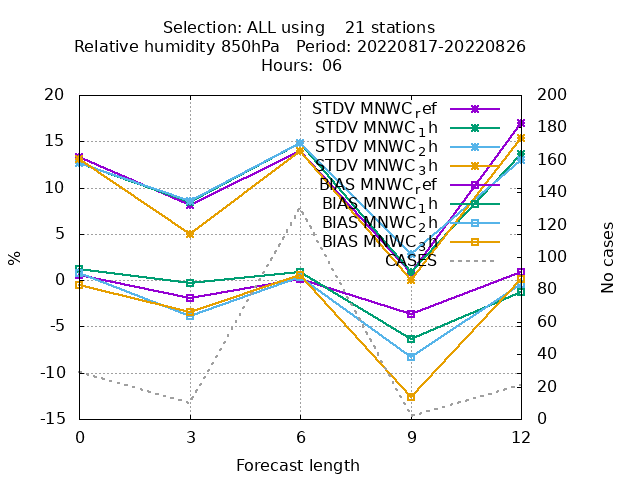 Selection: ALL using    21 stations
Relative humidity 850hPa   Period: 20220817-20220826
Hours: 06
20
15
10
5
0
-5
-10
-15
%
200
180
160
140
120
100
80
60
40
20
0
No cases
STDV MNWC_ref
STDV MNWC_1h
STDV MNWC_2h
STDV MNWC_3h
BIAS MNWC_ref
BIAS MNWC_1h
BIAS MNWC_2h
BIAS MNWC_3h
CASES
0 3 6 9 12
Forecast length